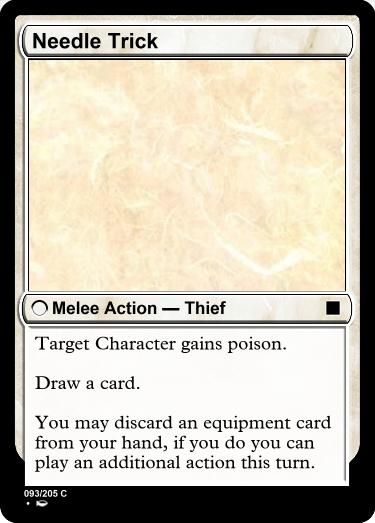 Needle Trick
Melee Action — Thief
Target Character gains poison.
Draw a card.
You may discard an equipment card
from your hand, if you do you can
play an additional action this turn.
093/205 C